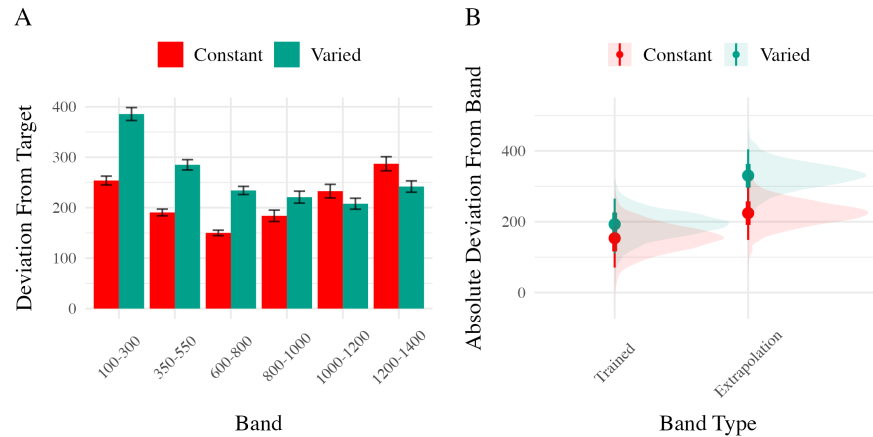 A
Constant Varied
Deviation From Target
400
300
200
100
0
100-300
350-550
600-800
800-1000
1000-1200
1200-1400
Band
B
Constant Varied
Absolute Deviation From Band
400
200
0
Trained
Extrapolation
Band Type